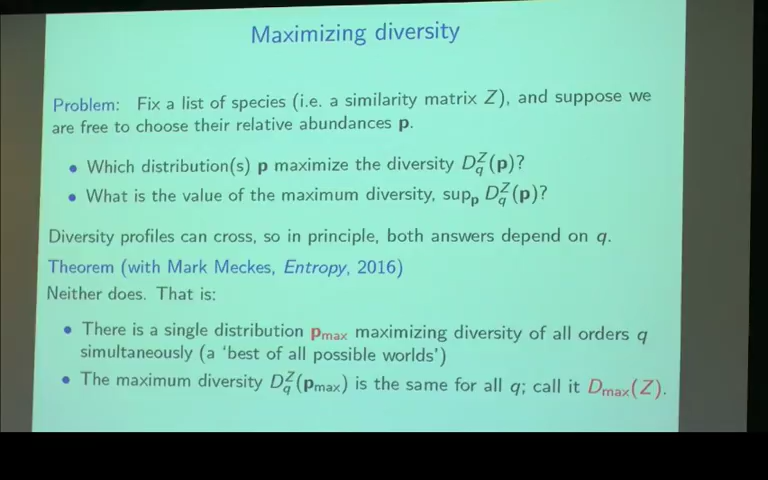 Maximizing diversity
Problem: Fix a list of species (i.e. a similarity matrix Z), and suppose we
are free to choose their relative abundances p.
• Which distribution(s) p maximize the diversity D_q^Z(p)?
• What is the value of the maximum diversity, sup_p D_q^Z(p)?
Diversity profiles can cross, so in principle, both answers depend on q.
Theorem (with Mark Meckes, Entropy, 2016)
Neither does. That is:
• There is a single distribution p_max maximizing diversity of all orders q
simultaneously (a ‘best of all possible worlds’)
• The maximum diversity D_q^Z(p_max) is the same for all q; call it D_max(Z).